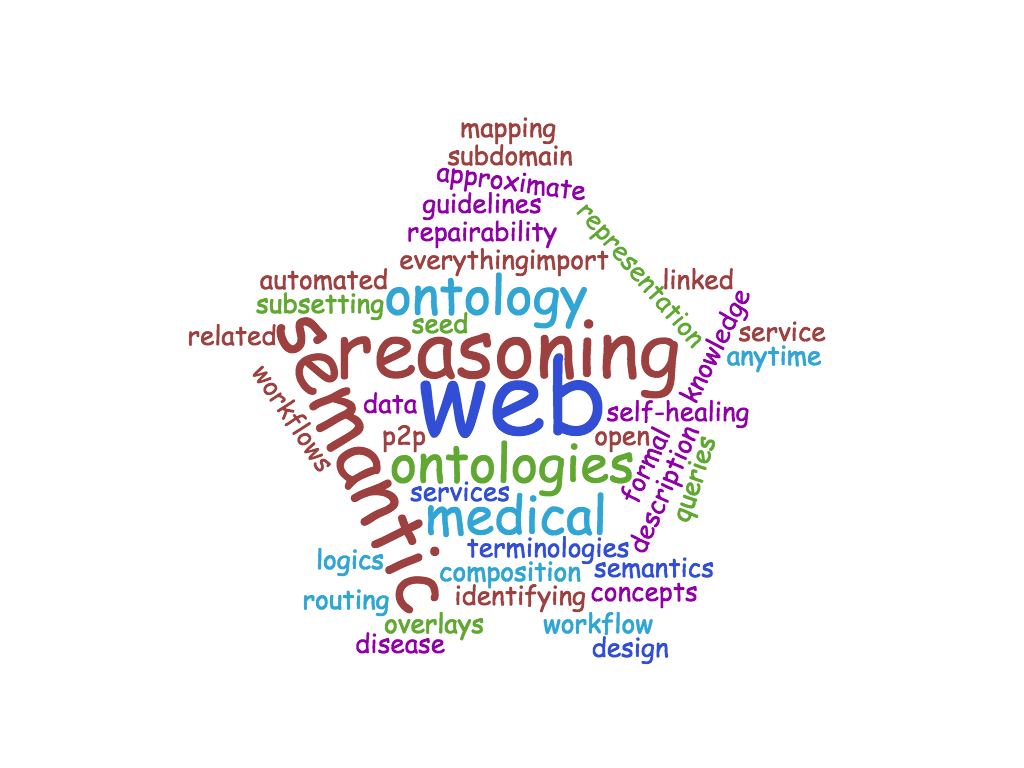 mapping
subdomain
approximate
guidelines
representation
repairability
everythingimport
automated
linked
subsetting
ontology
knowledge
seed
related
service
reasoning
semantic
anytime
web
workflows
data
self-healing
p2p
open
formal
description
queries
ontologies
services
medical
terminologies
logics
composition
semantics
routing
identifying
concepts
overlays
workflow
disease
design